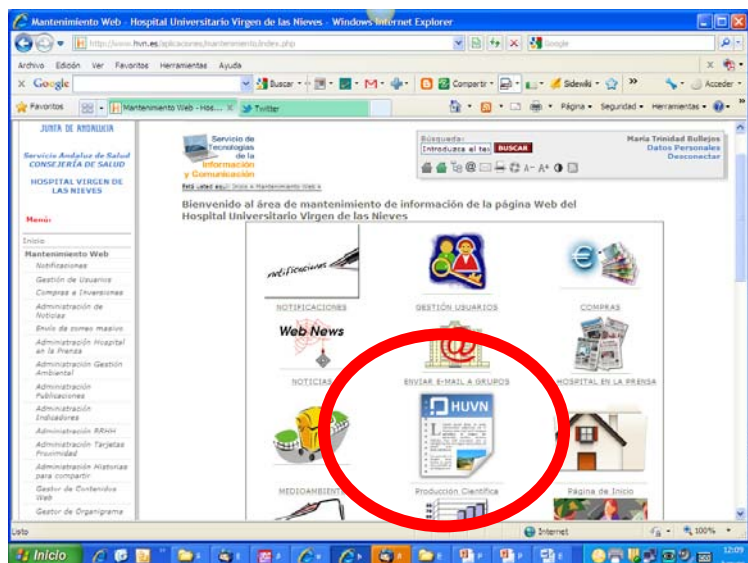 Mantenimiento Web - Hospital Universitario Virgen de las Nieves - Windows Internet Explorer
http://www.hvn.es/aplicaciones/mantenimiento/index.php
Google
Archivo Edición Ver Favoritos Herramientas Ayuda
Google
Buscar
Compartir
Sidewiki
Acceder
Favoritos
Mantenimiento Web - Hos...
Twitter
Página
Seguridad
Herramientas
JUNTA DE ANDALUCIA
Servicio Andaluz de Salud
CONSEJERÍA DE SALUD
HOSPITAL VIRGEN DE
LAS NIEVES
Menú:
Inicio
Mantenimiento Web
Notificaciones
Gestión de Usuarios
Compras e Inversiones
Administración de
Noticias
Envío de correo masivo
Administración Hospital
en la Prensa
Administración Gestión
Ambiental
Administración
Publicaciones
Administración
Indicadores
Administración RRHH
Administración Tarjetas
Proximidad
Administración Historias
para compartir
Gestor de Contenidos
Web
Gestor de Organigrama
Servicio de
Tecnologías
de la
Información
y Comunicación
Búsqueda:
Introduzca el tex
BUSCAR
A- A+
María Trinidad Bullejos
Datos Personales
Desconectar
Está usted aquí: Inicio » Mantenimiento Web »
Bienvenido al área de mantenimiento de información de la página Web del
Hospital Universitario Virgen de las Nieves
notificaciones
NOTIFICACIONES
GESTIÓN USUARIOS
COMPRAS
Web News
NOTICIAS
ENVIAR E-MAIL A GRUPOS
HOSPITAL EN LA PRENSA
HUVN
MEDIOAMBIENTE
Producción Científica
Página de Inicio
Listo
Internet
100%
Inicio
12:09